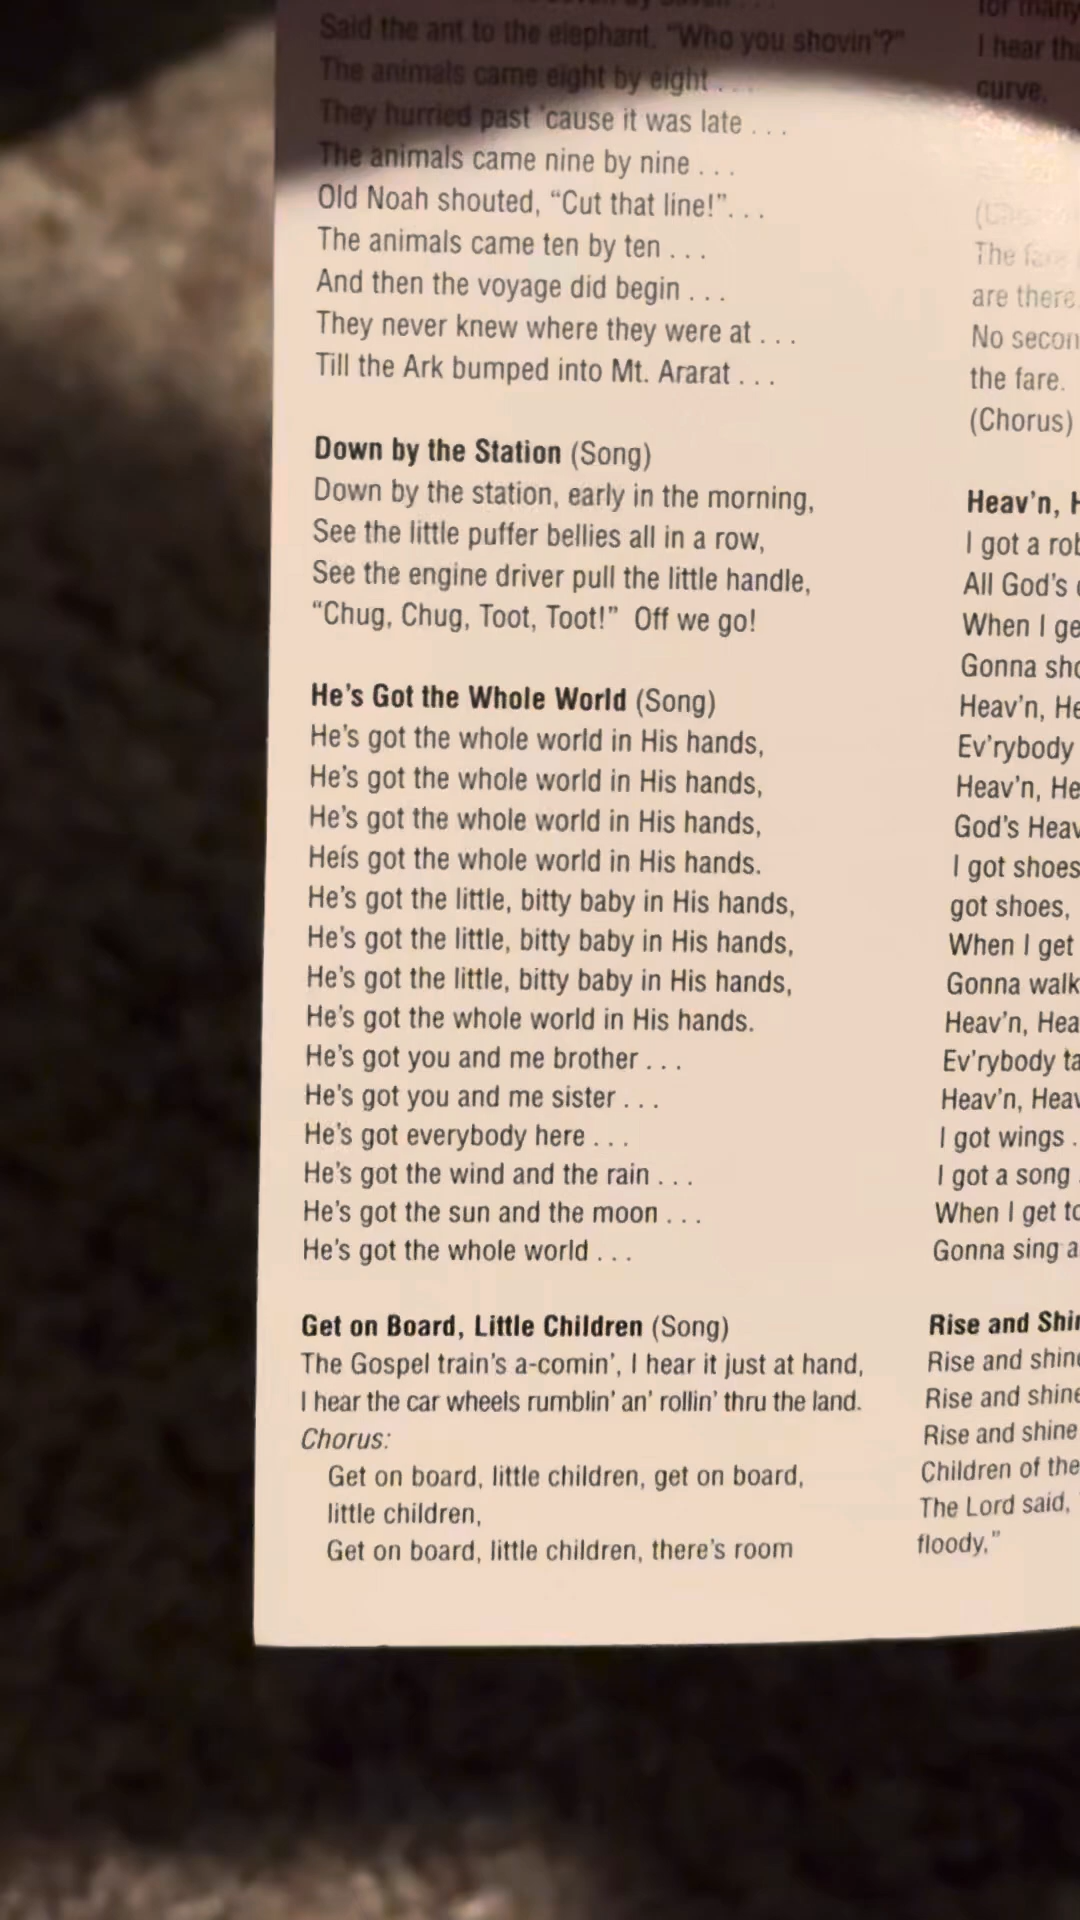 Said the ant to the elephant, "Who you shovin'?"
The animals came eight by eight . . .
They hurried past 'cause it was late . . .
The animals came nine by nine . . .
Old Noah shouted, “Cut that line!”. . .
The animals came ten by ten . . .
And then the voyage did begin . . .
They never knew where they were at . . .
Till the Ark bumped into Mt. Ararat . . .
Down by the Station (Song)
Down by the station, early in the morning,
See the little puffer bellies all in a row,
See the engine driver pull the little handle,
“Chug, Chug, Toot, Toot!” Off we go!
He's Got the Whole World (Song)
He's got the whole world in His hands,
He's got the whole world in His hands,
He's got the whole world in His hands,
Heís got the whole world in His hands.
He's got the little, bitty baby in His hands,
He's got the little, bitty baby in His hands,
He's got the little, bitty baby in His hands,
He's got the whole world in His hands.
He's got you and me brother . . .
He's got you and me sister . . .
He's got everybody here . . .
He's got the wind and the rain . . .
He's got the sun and the moon . . .
He's got the whole world . . .
Get on Board, Little Children (Song)
The Gospel train's a-comin', I hear it just at hand,
I hear the car wheels rumblin' an' rollin' thru the land.
Chorus:
Get on board, little children, get on board,
little children,
Get on board, little children, there's room
for many
I hear
curve.
The
are there
No
the fare.
(Chorus)
Heav'n,
I got a
All God's
When I
Gonna
Heav'n,
Ev'rybody
Heav'n,
God's
I got shoes
got shoes,
When I get
Gonna walk
Heav'n,
Ev'rybody
Heav'n,
I got wings .
I got a song
When I get
Gonna sing
Rise and
Rise and
Rise and
Rise and shine
Children of the
The Lord said,
floody,”